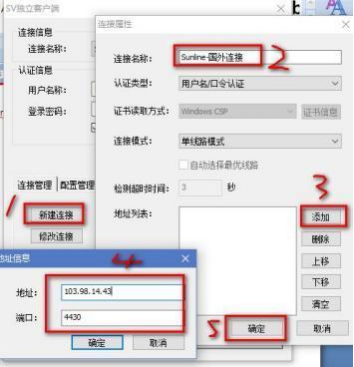 SV独立客户端
连接信息
连接名称:
认证信息
用户名称:
登录密码:
连接管理
配置管理
1
新建连接
修改连接
连接属性
连接名称:
Sunline-国外连接
2
认证类型:
用户名/口令认证
证书读取方式:
Windows CSP
证书信息
连接模式:
单线路模式
自动选择最优线路
检测超时时间:
3
秒
3
地址列表:
添加
删除
上移
下移
清空
5
确定
取消
地址信息
4
地址:
103.98.14.43
端口:
4430
确定
取消